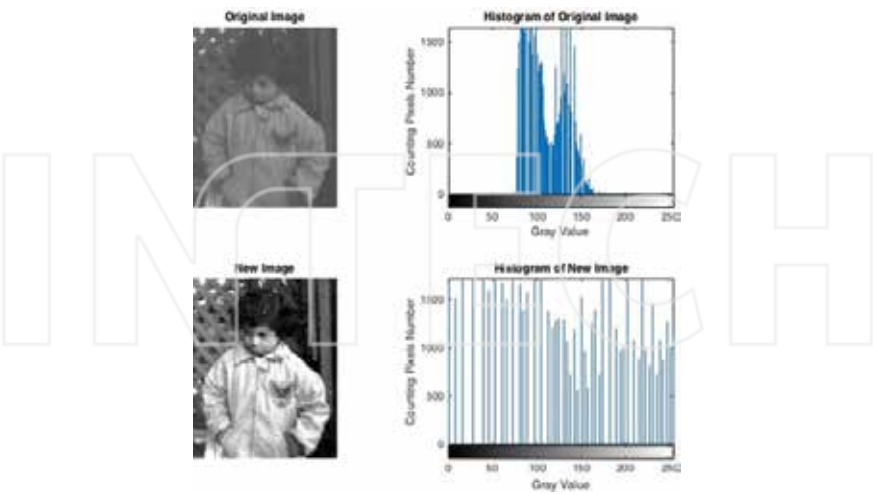 Original Image
Histogram of Original Image
Counting Pixels Number
1500
1000
500
0
0 50 100 150 200 250
Gray Value
New Image
Histogram of New Image
Counting Pixels Number
1500
1000
500
0
0 50 100 150 200 250
Gray Value
INTECH